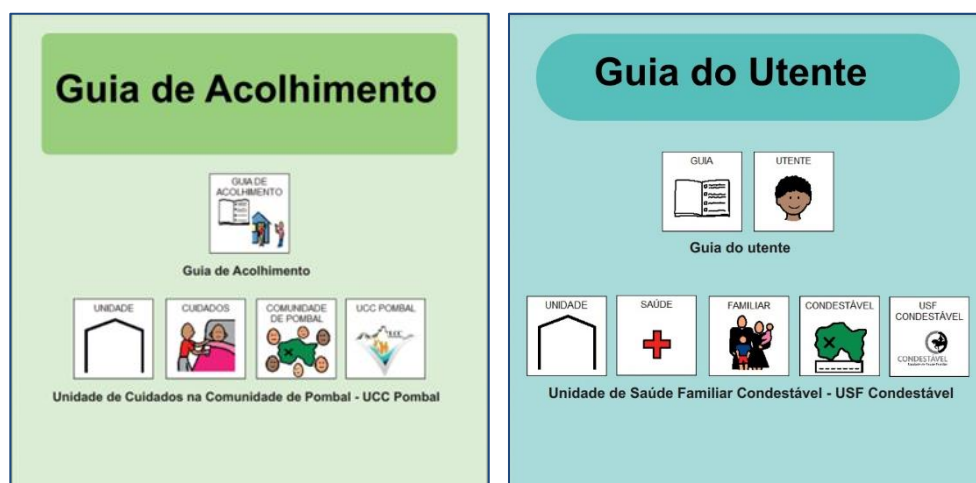 Guia de Acolhimento
GUIA DE
ACOLHIMENTO
Guia de Acolhimento
UNIDADE
CUIDADOS
COMUNIDADE
DE POMBAL
UCC POMBAL
UCC
Unidade de Cuidados na Comunidade de Pombal - UCC Pombal
Guia do Utente
GUIA
UTENTE
Guia do utente
UNIDADE
SAÚDE
FAMILIAR
CONDESTÁVEL
USF
CONDESTÁVEL
CONDESTÁVEL
Unidade de Saúde Familiar Condestável - USF Condestável